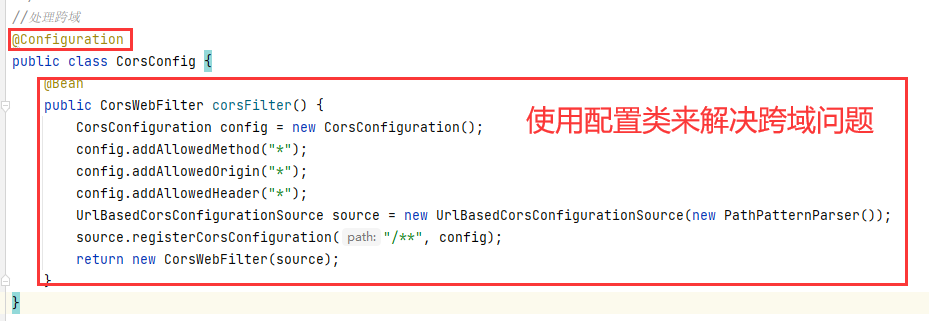 //处理跨域
@Configuration
public class CorsConfig {
@Bean
public CorsWebFilter corsFilter() {
使用配置类来解决跨域问题
CorsConfiguration config = new CorsConfiguration();
config.addAllowedMethod("*");
config.addAllowedOrigin("*");
config.addAllowedHeader("*");
UrlBasedCorsConfigurationSource source = new UrlBasedCorsConfigurationSource(new PathPatternParser());
source.registerCorsConfiguration( path: "/**", config);
return new CorsWebFilter(source);
}
}